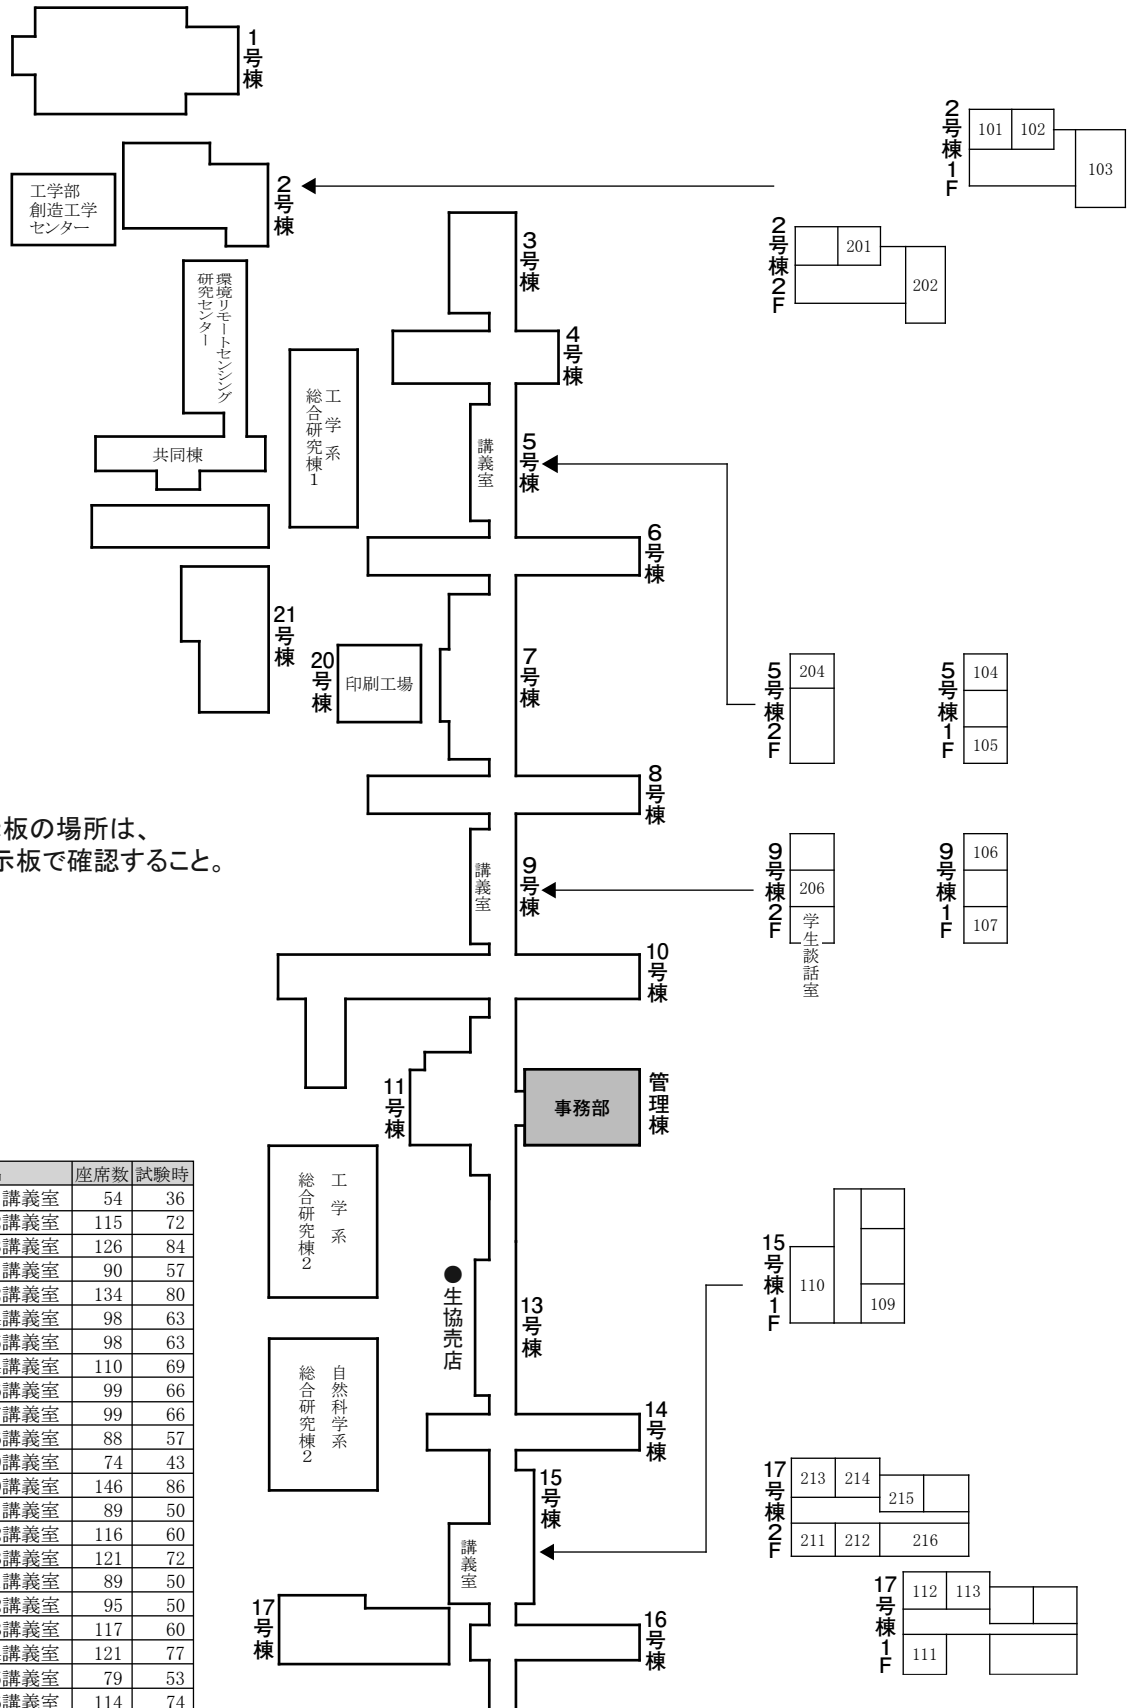 1号棟
2号棟
工学部
創造工学
センター
2号棟1F
101 102
103
2号棟2F
201
202
3号棟
4号棟
環境リモートセンシング
研究センター
共同棟
工学系
総合研究棟1
講義室
5号棟
6号棟
21号棟
20号棟
印刷工場
7号棟
5号棟2F
204
5号棟1F
104
105
8号棟
板の場所は、
示板で確認すること。
講義室
9号棟
9号棟2F
206
学生談話室
9号棟1F
106
107
10号棟
11号棟
事務部
管理棟
工学系
総合研究棟2
●生協売店
13号棟
15号棟1F
110
109
自然科学系
総合研究棟2
14号棟
15号棟
講義室
17号棟
16号棟
17号棟2F
213 214
215
211 212 216
17号棟1F
112 113
111
座席数 試験時
講義室 54 36
講義室 115 72
講義室 126 84
講義室 90 57
講義室 134 80
講義室 98 63
講義室 98 63
講義室 110 69
講義室 99 66
講義室 99 66
講義室 88 57
講義室 74 43
講義室 146 86
講義室 89 50
講義室 116 60
講義室 121 72
講義室 89 50
講義室 95 50
講義室 117 60
講義室 121 77
講義室 79 53
講義室 114 74